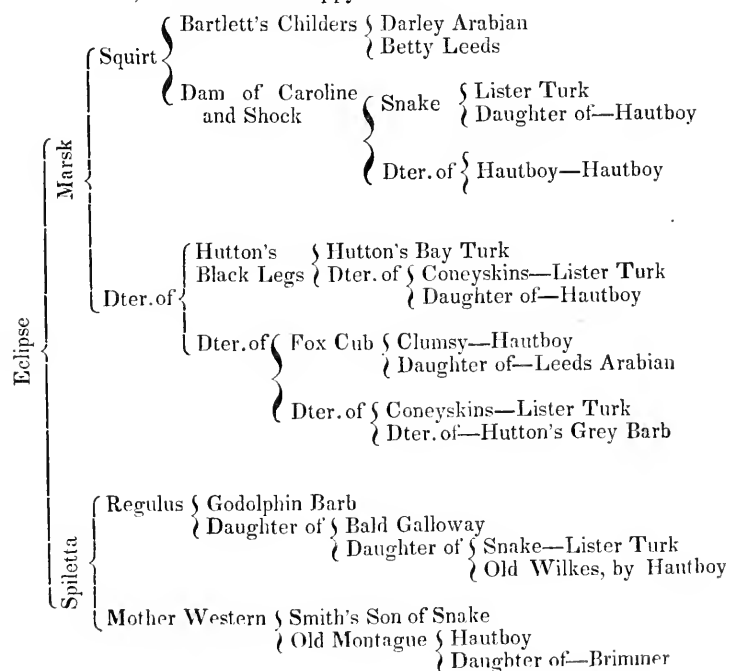 Bartlett's Childers Darley Arabian
Squirt Betty Leeds
Dam of Caroline Snake Lister Turk
and Shock Daughter of—Hautboy
Marsk
Dter. of Hautboy—Hautboy
Hutton's Hutton's Bay Turk
Black Legs Dter. of Coneyskins—Lister Turk
Dter. of Daughter of—Hautboy
Dter. of Fox Cub Clumsy—Hautboy
Eclipse Daughter of—Leeds Arabian
Dter. of Coneyskins—Lister Turk
Dter. of—Hutton's Grey Barb
Regulus Godolphin Barb
Daughter of Bald Galloway
Daughter of Snake—Lister Turk
Spiletta Old Wilkes, by Hautboy
Mother Western Smith's Son of Snake
Old Montague Hautboy
Daughter of—Brimmer